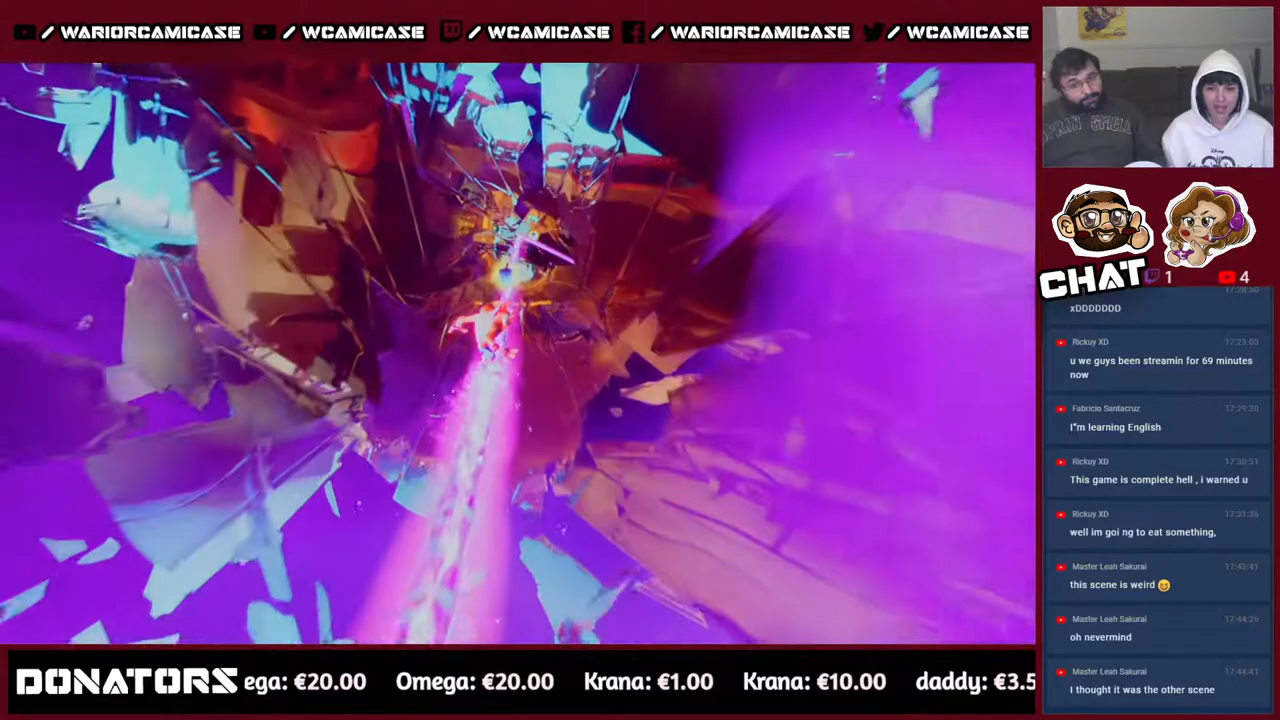 / WARIORCAMICASE / WCAMICASE / WCAMICASE / WARIORCAMICASE / WCAMICASE
CHAT 1 4
17:28:50
xDDDDDDD
Rickuy XD 17:29:05
u we guys been streamin for 69 minutes
now
Fabricio Santacruz 17:29:20
I"m learning English
Rickuy XD 17:30:51
This game is complete hell , i warned u
Rickuy XD 17:31:36
well im goi ng to eat something,
Master Leah Sakurai 17:43:41
this scene is weird 😄
Master Leah Sakurai 17:44:26
oh nevermind
Master Leah Sakurai 17:44:41
I thought it was the other scene
DONATORS ega: €20.00 Omega: €20.00 Krana: €1.00 Krana: €10.00 daddy: €3.5